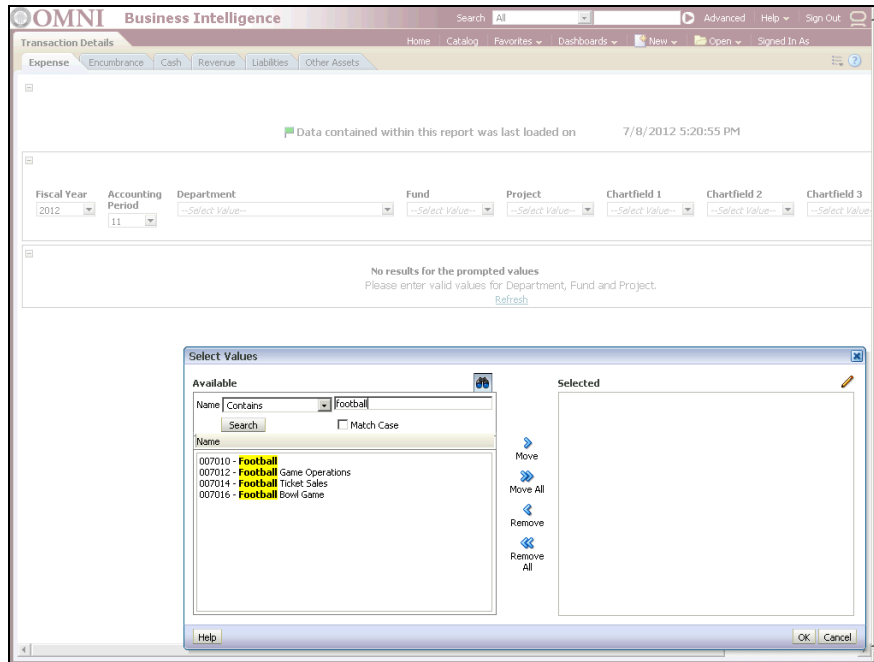 OMNI Business Intelligence Search All Advanced Help Sign Out
Transaction Details Home Catalog Favorites Dashboards New Open Signed In As
Expense Encumbrance Cash Revenue Liabilities Other Assets
Data contained within this report was last loaded on 7/8/2012 5:20:55 PM
Fiscal Year Accounting Period Department Fund Project Chartfield 1 Chartfield 2 Chartfield 3
2012 11 --Select Value-- --Select Value-- --Select Value-- --Select Value-- --Select Value-- --Select Value
No results for the prompted values
Please enter valid values for Department, Fund and Project.
Refresh
Select Values
Available Selected
Name Contains football
Search Match Case
Name
007010 - Football
007012 - Football Game Operations
007014 - Football Ticket Sales
007016 - Football Bowl Game
Move
Move All
Remove
Remove
All
Help OK Cancel